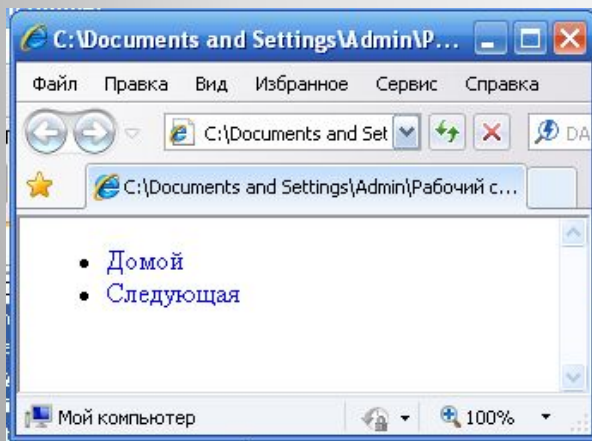 C:\Documents and Settings\Admin\P...
Файл Правка Вид Избранное Сервис Справка
C:\Documents and Set DA
C:\Documents and Settings\Admin\Рабочий с...
Домой
Следующая
Мой компьютер 100%